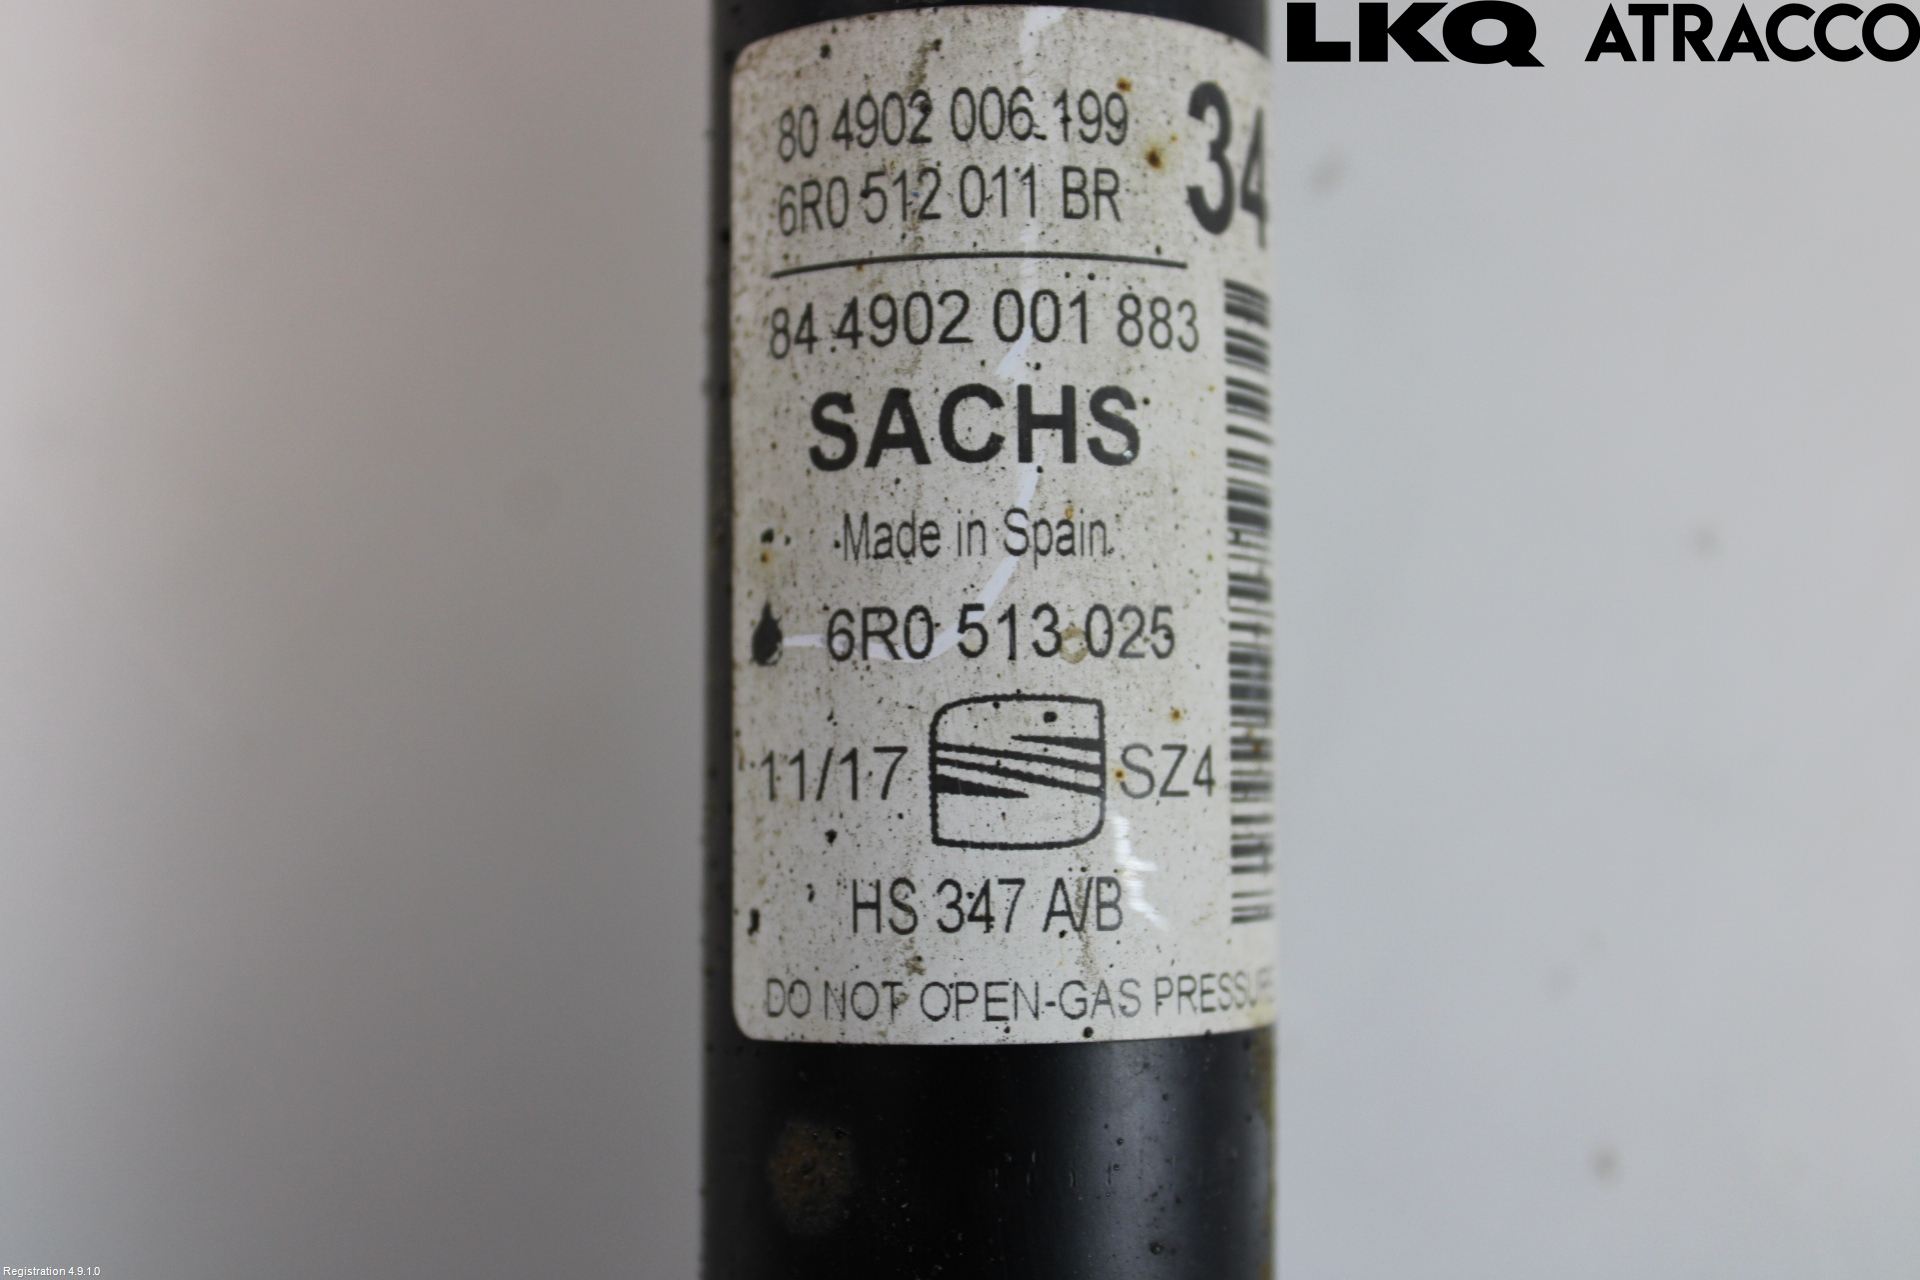 LKQ ATRACCO
80 4902 006 199
6R0 512 011 BR
34
84 4902 001 883
SACHS
Made in Spain
6R0 513 025
11/17 SZ4
HS 347 A/B
DO NOT OPEN-GAS PRESSURE
Registration 4.9.1.0